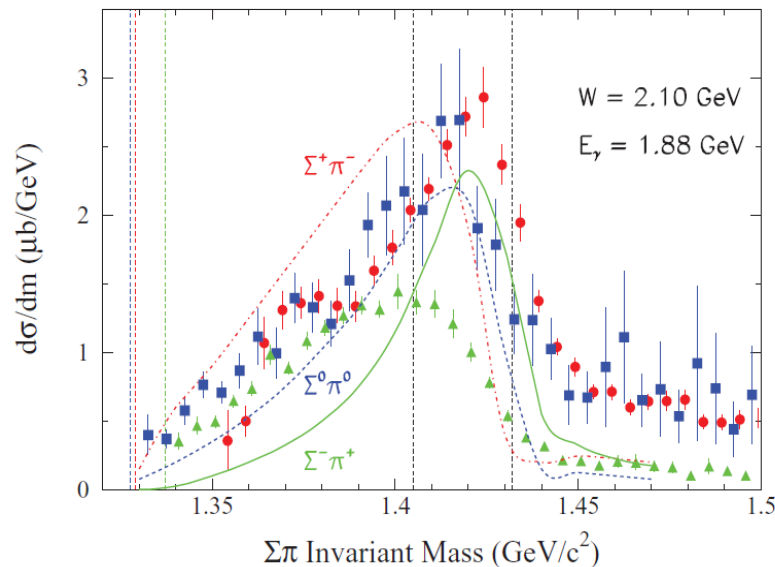 3
2
1
0
dσ/dm (μb/GeV)
W = 2.10 GeV
E_γ = 1.88 GeV
Σ⁺π⁻
Σ⁰π⁰
Σ⁻π⁺
1.35 1.4 1.45 1.5
Σπ Invariant Mass (GeV/c²)